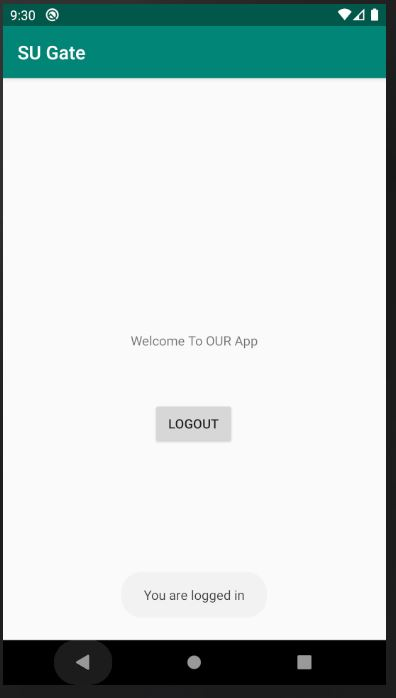 9:30
SU Gate
Welcome To OUR App
LOGOUT
You are logged in